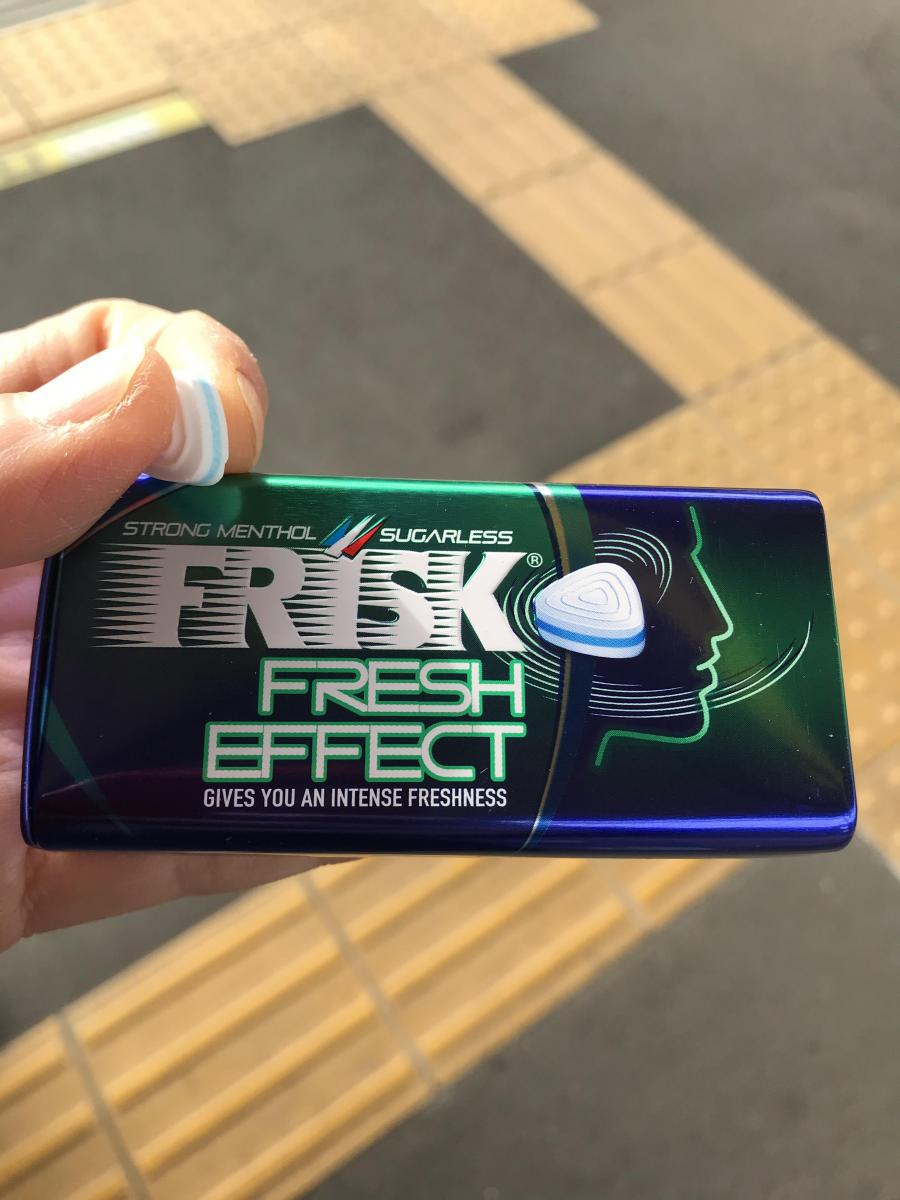 STRONG MENTHOL SUGARLESS
FRISK®
FRESH
EFFECT
GIVES YOU AN INTENSE FRESHNESS